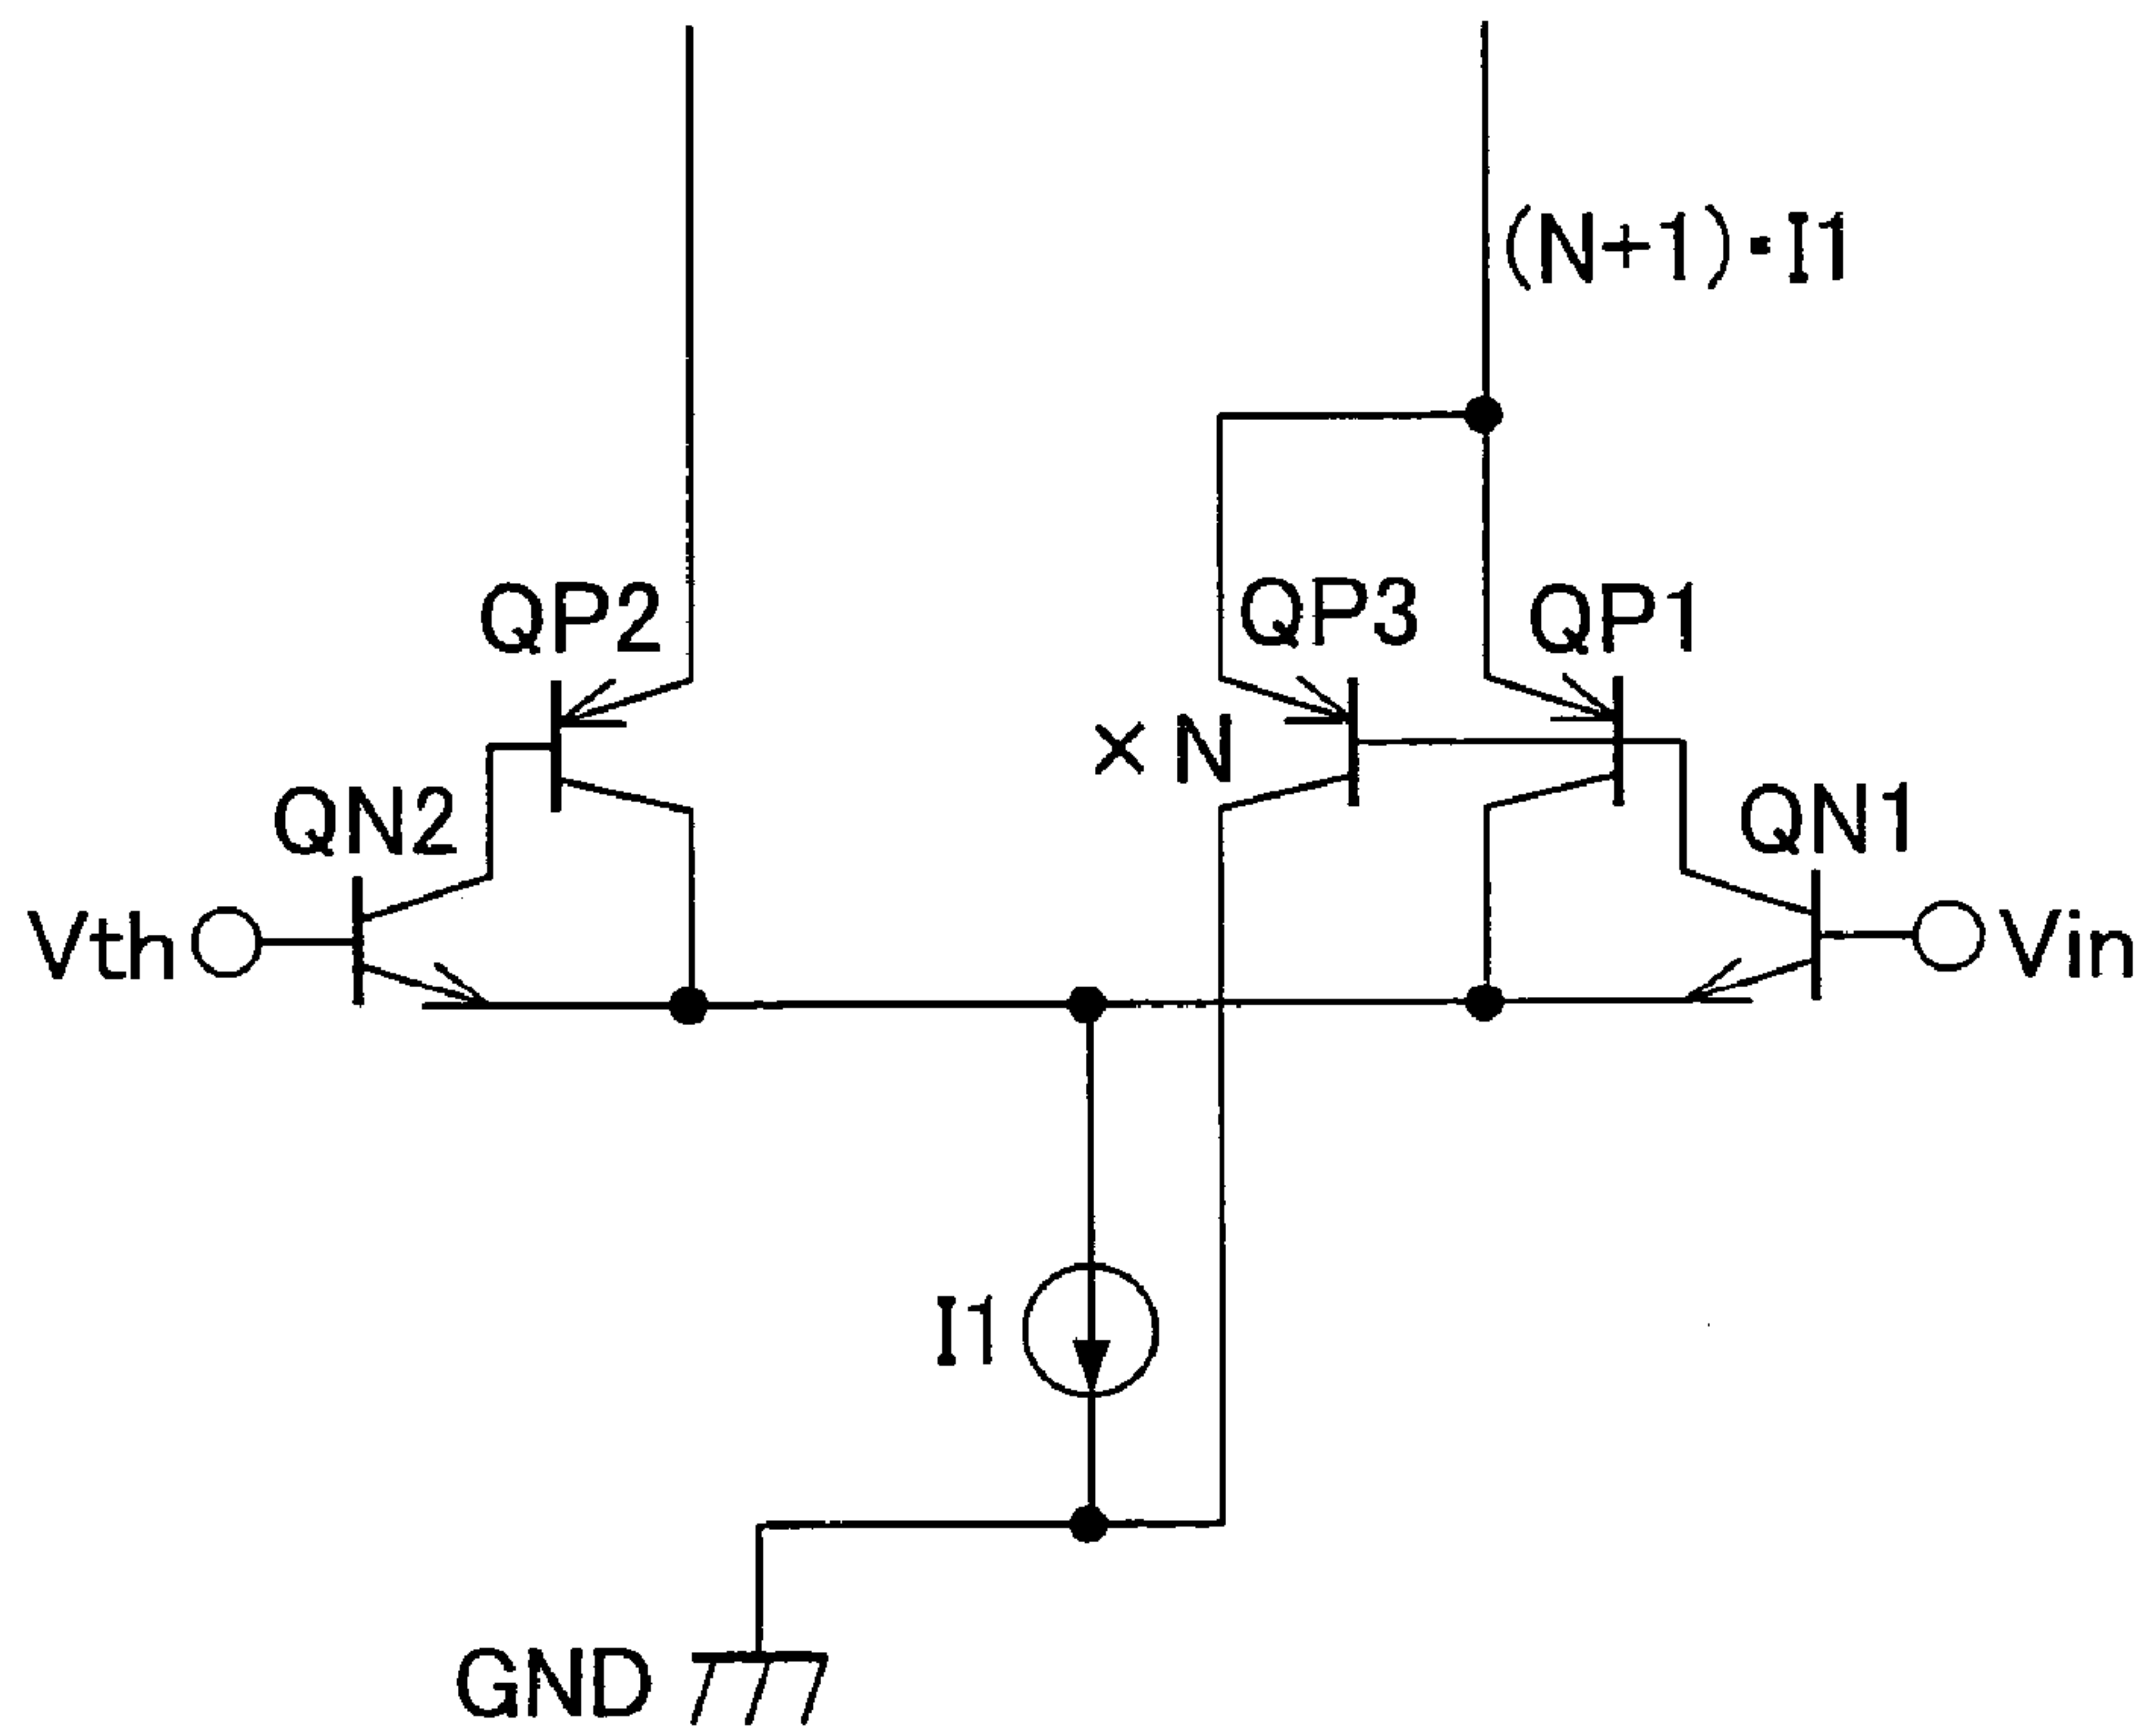 (N+1)・I1
QP2
QP3
QP1
×N
QN2
QN1
Vth
Vin
I1
GND